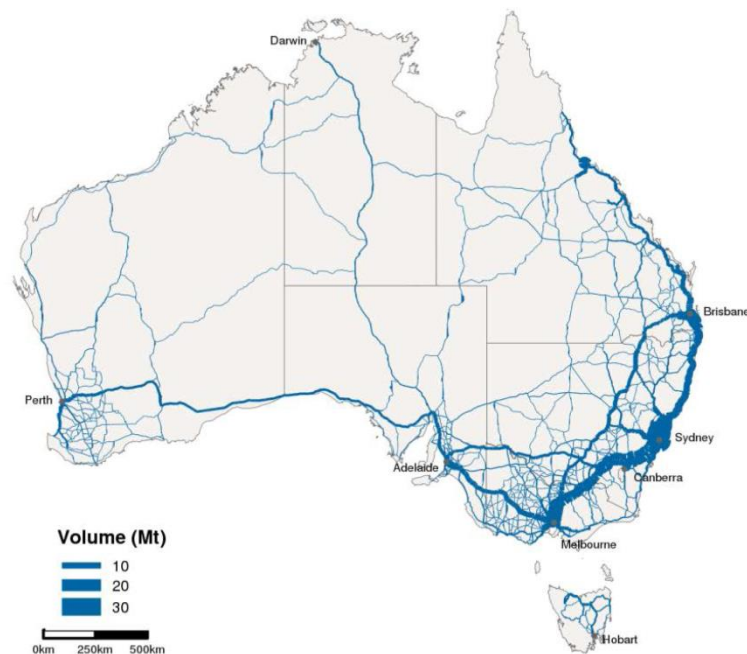 Darwin
Brisbane
Perth
Sydney
Adelaide
Canberra
Melbourne
Volume (Mt)
10
20
30
0km 250km 500km
Hobart